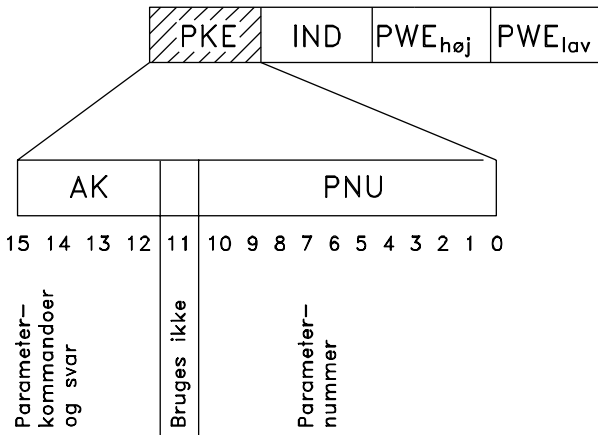 PKE IND PWEhøj PWElav
AK PNU
15 14 13 12 11 10 9 8 7 6 5 4 3 2 1 0
Parameter-
kommandoer
og svar
Bruges ikke
Parameter-
nummer